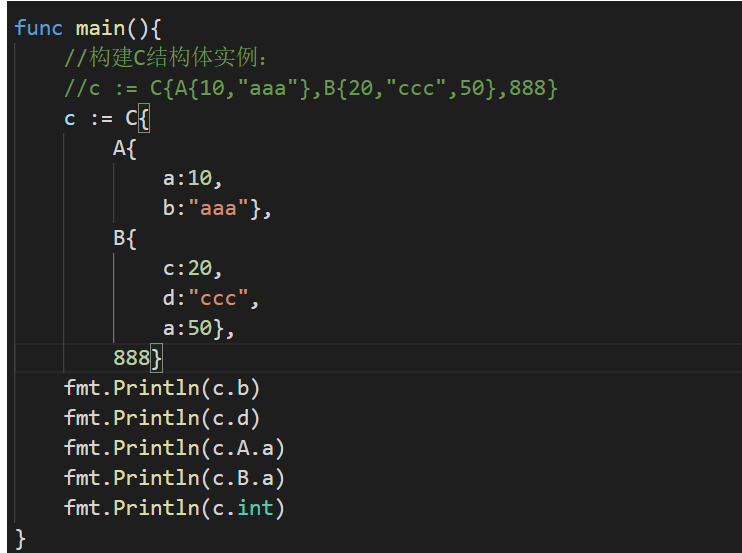 func main(){
//构建C结构体实例：
//c := C{A{10,"aaa"},B{20,"ccc",50},888}
c := C{
A{
a:10,
b:"aaa"},
B{
c:20,
d:"ccc",
a:50},
888}
fmt.Println(c.b)
fmt.Println(c.d)
fmt.Println(c.A.a)
fmt.Println(c.B.a)
fmt.Println(c.int)
}